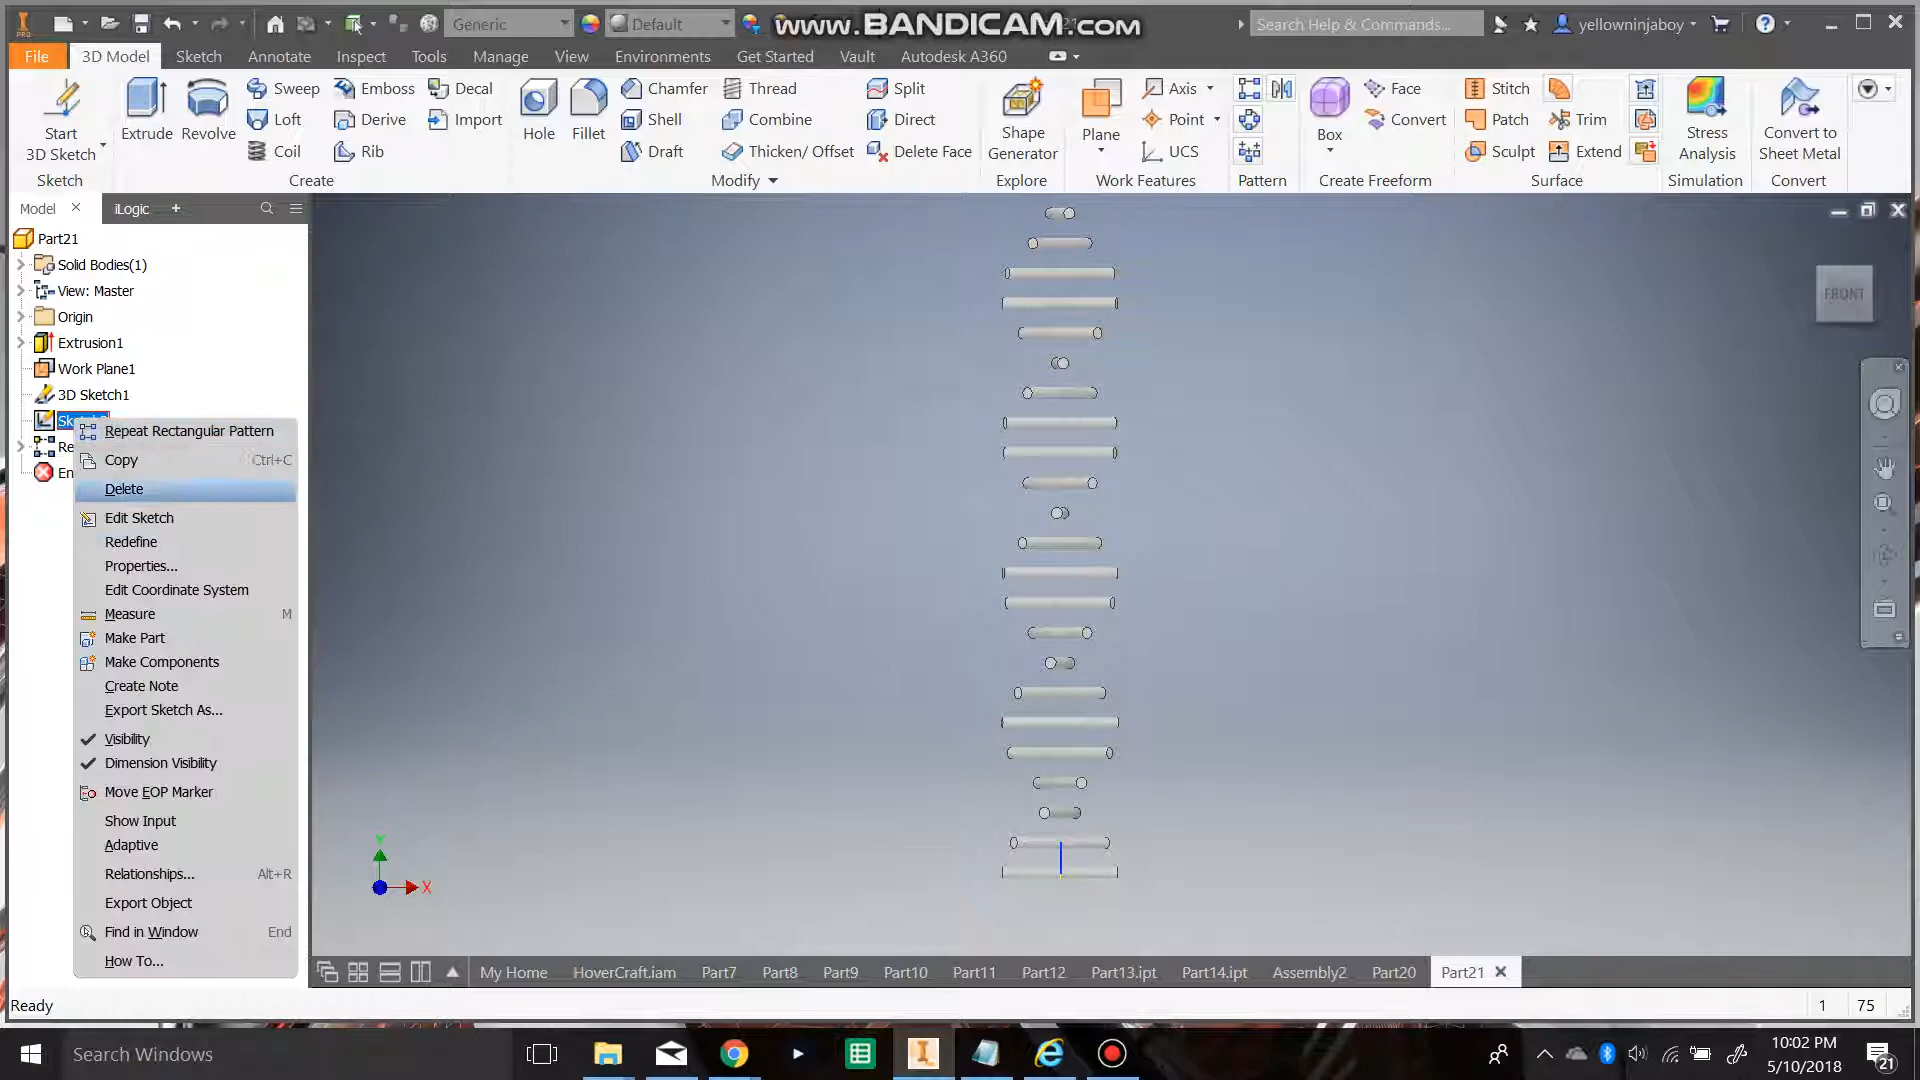 PRO
Generic
Default
www.BANDICAM.com
Search Help & Commands...
yellowninjaboy
File
3D Model
Sketch
Annotate
Inspect
Tools
Manage
View
Environments
Get Started
Vault
Autodesk A360
Start
3D Sketch
Sketch
Extrude
Revolve
Sweep
Loft
Coil
Emboss
Derive
Rib
Decal
Import
Create
Hole
Fillet
Chamfer
Shell
Draft
Thread
Combine
Thicken/ Offset
Split
Direct
Delete Face
Modify
Shape
Generator
Explore
Plane
Axis
Point
UCS
Work Features
Pattern
Box
Face
Convert
Create Freeform
Stitch
Patch
Sculpt
Trim
Extend
Surface
Stress
Analysis
Simulation
Convert to
Sheet Metal
Convert
Model
iLogic
Part21
Solid Bodies(1)
View: Master
Origin
Extrusion1
Work Plane1
3D Sketch1
Re
En
Repeat Rectangular Pattern
Copy Ctrl+C
Delete
Edit Sketch
Redefine
Properties...
Edit Coordinate System
Measure M
Make Part
Make Components
Create Note
Export Sketch As...
Visibility
Dimension Visibility
Move EOP Marker
Show Input
Adaptive
Relationships... Alt+R
Export Object
Find in Window End
How To...
FRONT
Y
X
My Home
HoverCraft.iam
Part7
Part8
Part9
Part10
Part11
Part12
Part13.ipt
Part14.ipt
Assembly2
Part20
Part21
Ready
1
75
Search Windows
10:02 PM
5/10/2018
21